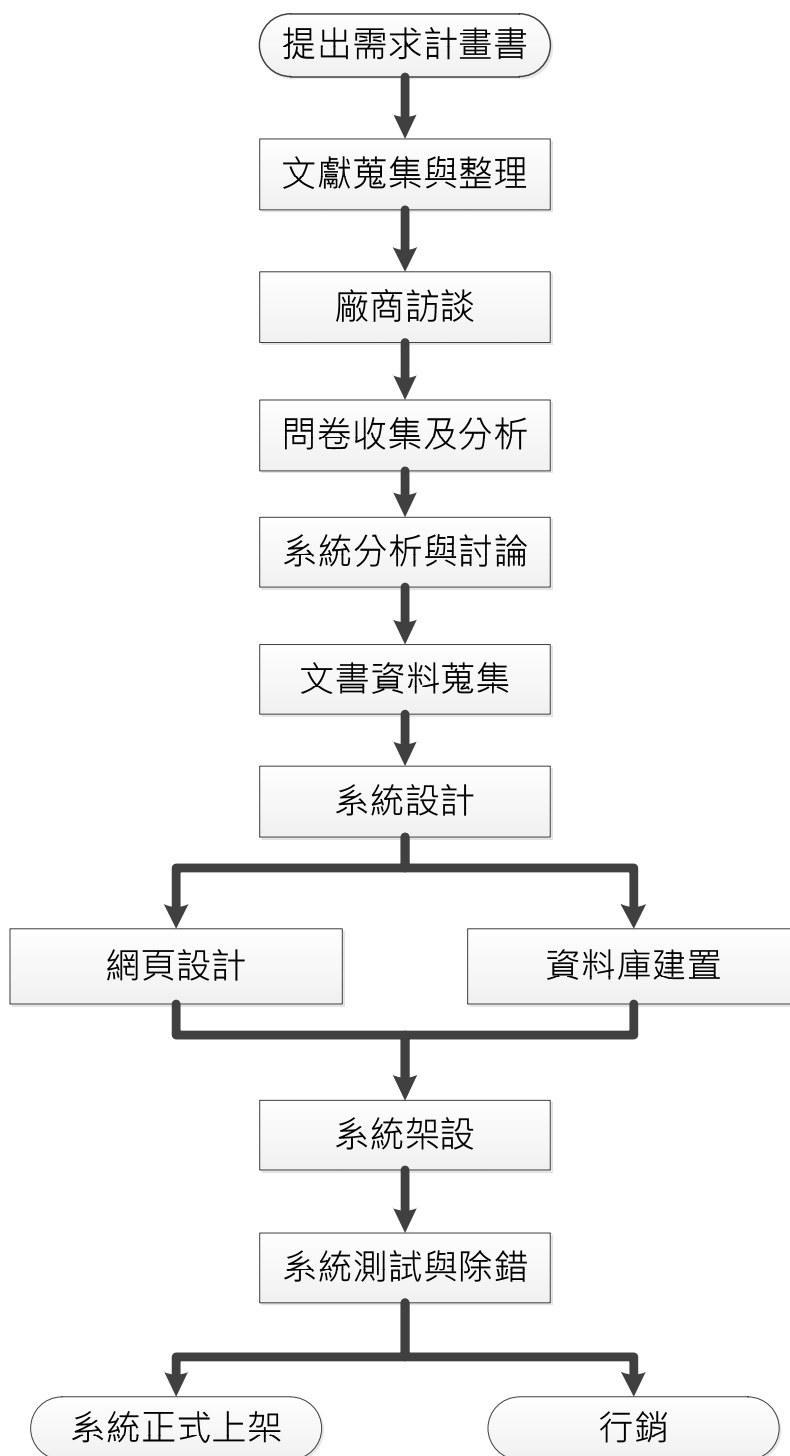 提出需求計畫書
文獻蒐集與整理
廠商訪談
問卷收集及分析
系統分析與討論
文書資料蒐集
系統設計
網頁設計
資料庫建置
系統架設
系統測試與除錯
系統正式上架
行銷